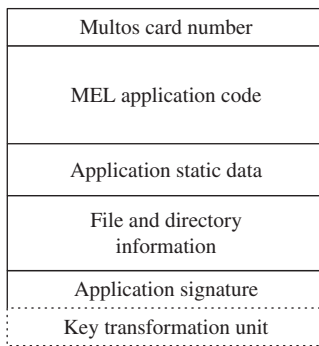 Multos card number
MEL application code
Application static data
File and directory
information
Application signature
Key transformation unit